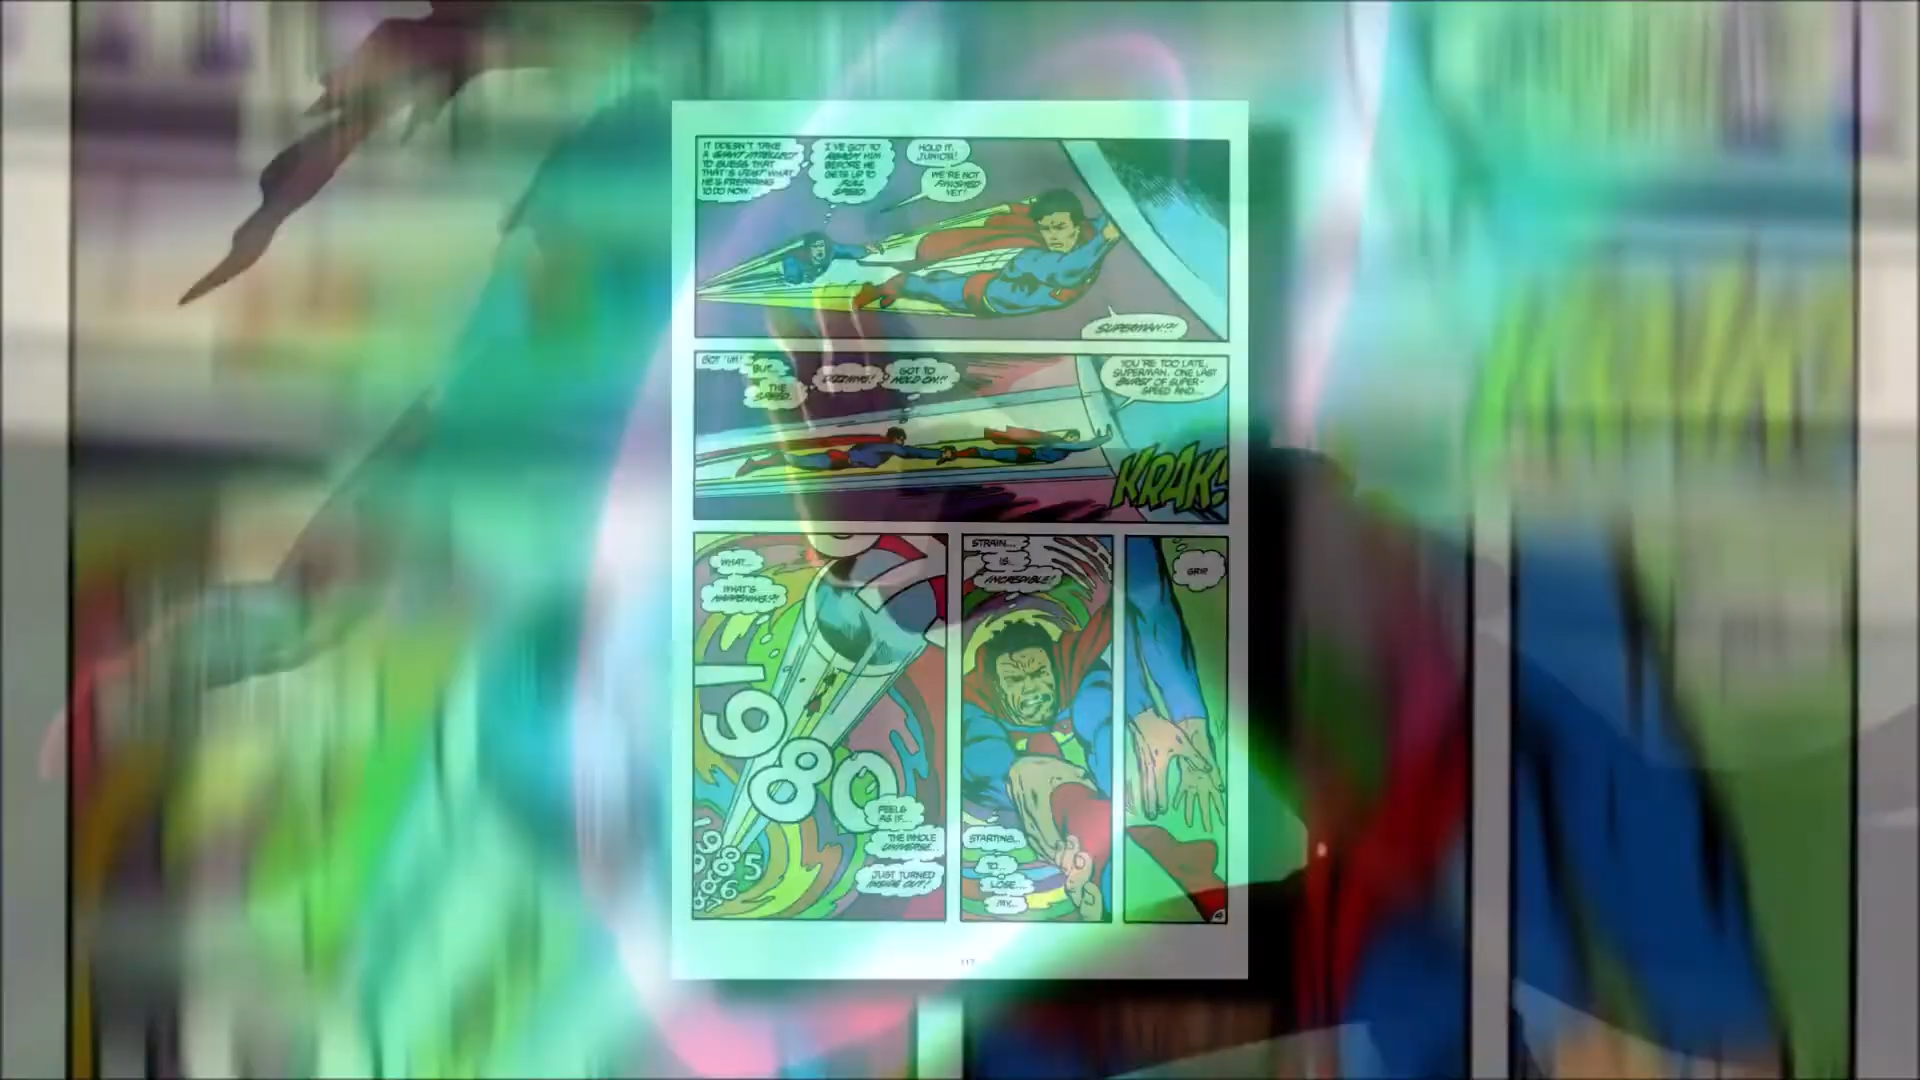 IT DOESN'T TAKE
A GIANT INTELLECT
TO GUESS THAT
THAT'S JUST WHAT
HE'S PREPARING
TO DO NOW.
I'VE GOT TO
REACH HIM
BEFORE HE
GETS UP TO
FULL
SPEED.
HOLD IT,
JUNIOR!
WE'RE NOT
FINISHED
YET!
SUPERMAN!?!
GOT 'IM!
BUT...
THE
SPEED.
DIZZYING!
GOT TO
HOLD ON!!
YOU'RE TOO LATE,
SUPERMAN. ONE LAST
BURST OF SUPER-
SPEED AND...
KRAK!
WHAT...
WHAT'S
HAPPENING?!
1980
1985
FEELS
AS IF...
THE WHOLE
UNIVERSE...
JUST TURNED
INSIDE OUT!
STRAIN...
IS...
INCREDIBLE!
STARTING...
TO...
LOSE...
MY...
GRIP
4
117